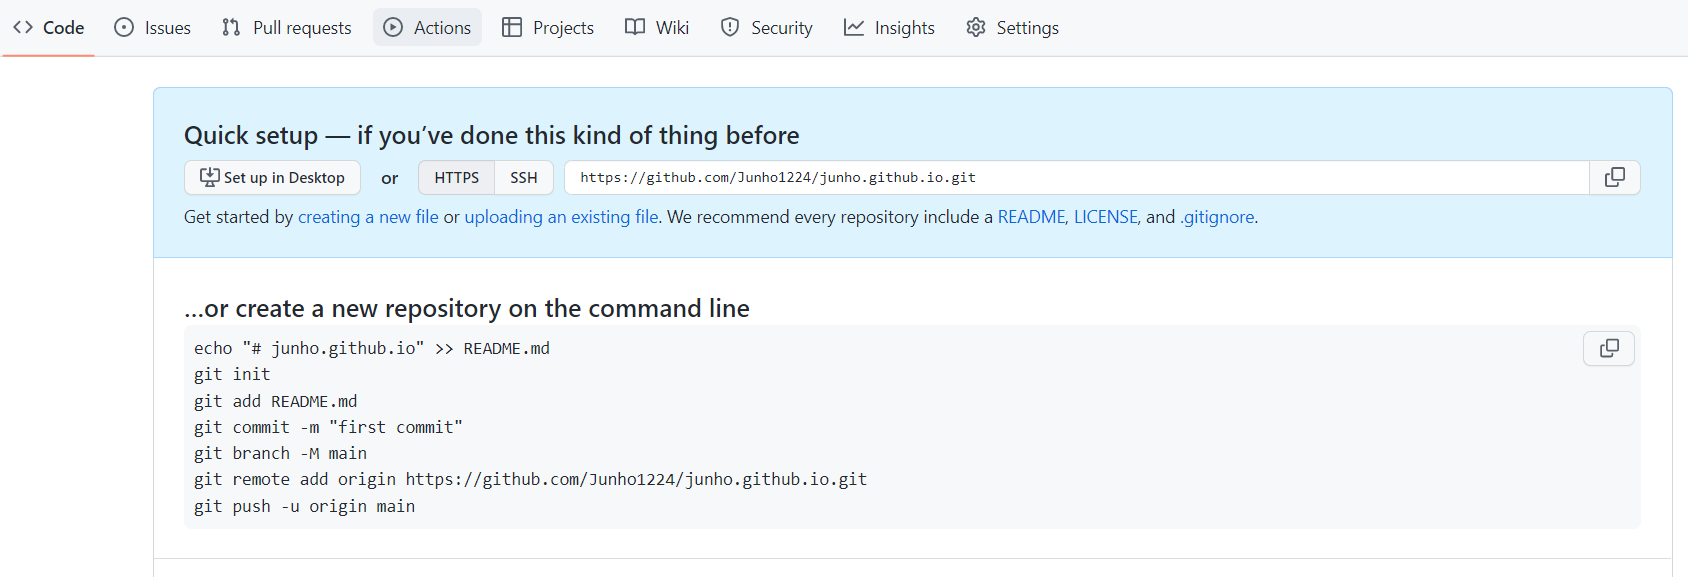 Code Issues Pull requests Actions Projects Wiki Security Insights Settings
Quick setup — if you’ve done this kind of thing before
Set up in Desktop or HTTPS SSH https://github.com/Junho1224/junho.github.io.git
Get started by creating a new file or uploading an existing file. We recommend every repository include a README, LICENSE, and .gitignore.
…or create a new repository on the command line
echo "# junho.github.io" >> README.md
git init
git add README.md
git commit -m "first commit"
git branch -M main
git remote add origin https://github.com/Junho1224/junho.github.io.git
git push -u origin main